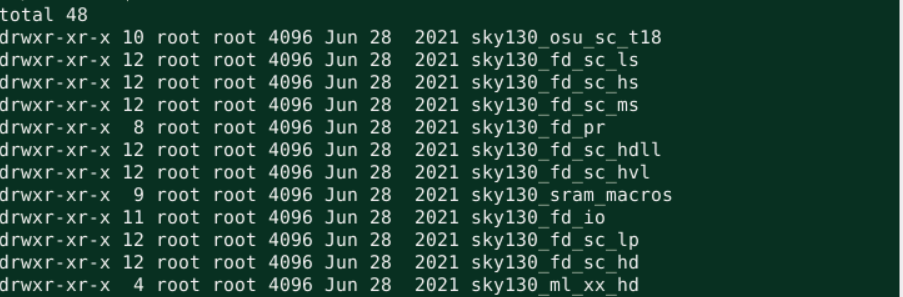 total 48
drwxr-xr-x 10 root root 4096 Jun 28  2021 sky130_osu_sc_t18
drwxr-xr-x 12 root root 4096 Jun 28  2021 sky130_fd_sc_ls
drwxr-xr-x 12 root root 4096 Jun 28  2021 sky130_fd_sc_hs
drwxr-xr-x 12 root root 4096 Jun 28  2021 sky130_fd_sc_ms
drwxr-xr-x  8 root root 4096 Jun 28  2021 sky130_fd_pr
drwxr-xr-x 12 root root 4096 Jun 28  2021 sky130_fd_sc_hdll
drwxr-xr-x 12 root root 4096 Jun 28  2021 sky130_fd_sc_hvl
drwxr-xr-x  9 root root 4096 Jun 28  2021 sky130_sram_macros
drwxr-xr-x 11 root root 4096 Jun 28  2021 sky130_fd_io
drwxr-xr-x 12 root root 4096 Jun 28  2021 sky130_fd_sc_lp
drwxr-xr-x 12 root root 4096 Jun 28  2021 sky130_fd_sc_hd
drwxr-xr-x  4 root root 4096 Jun 28  2021 sky130_ml_xx_hd